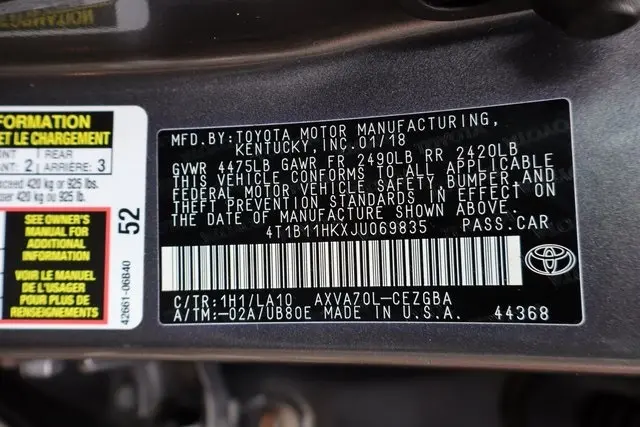 FORMATION
ET LE CHARGEMENT
ANT: 2
REAR
ARRIÈRE: 3
exceed 420 kg or 925 lbs.
420 kg ou 925 lb.
SEE OWNER'S
MANUAL FOR
ADDITIONAL
INFORMATION
VOIR LE MANUEL
DE L'USAGER
POUR PLUS DE
RENSEIGNEMENTS
52
42661-06B40
MFD.BY:TOYOTA MOTOR MANUFACTURING,
KENTUCKY, INC.01/18
GVWR 4475LB GAWR FR 2490LB RR 2420LB
THIS VEHICLE CONFORMS TO ALL APPLICABLE
FEDERAL MOTOR VEHICLE SAFETY, BUMPER AND
THEFT PREVENTION STANDARDS IN EFFECT ON
THE DATE OF MANUFACTURE SHOWN ABOVE.
4T1B11HKXJU069835 PASS.CAR
C/TR:1H1/LA10 AXVA70L-CEZGBA
A/TM:-02A/UB80E MADE IN U.S.A. 44368